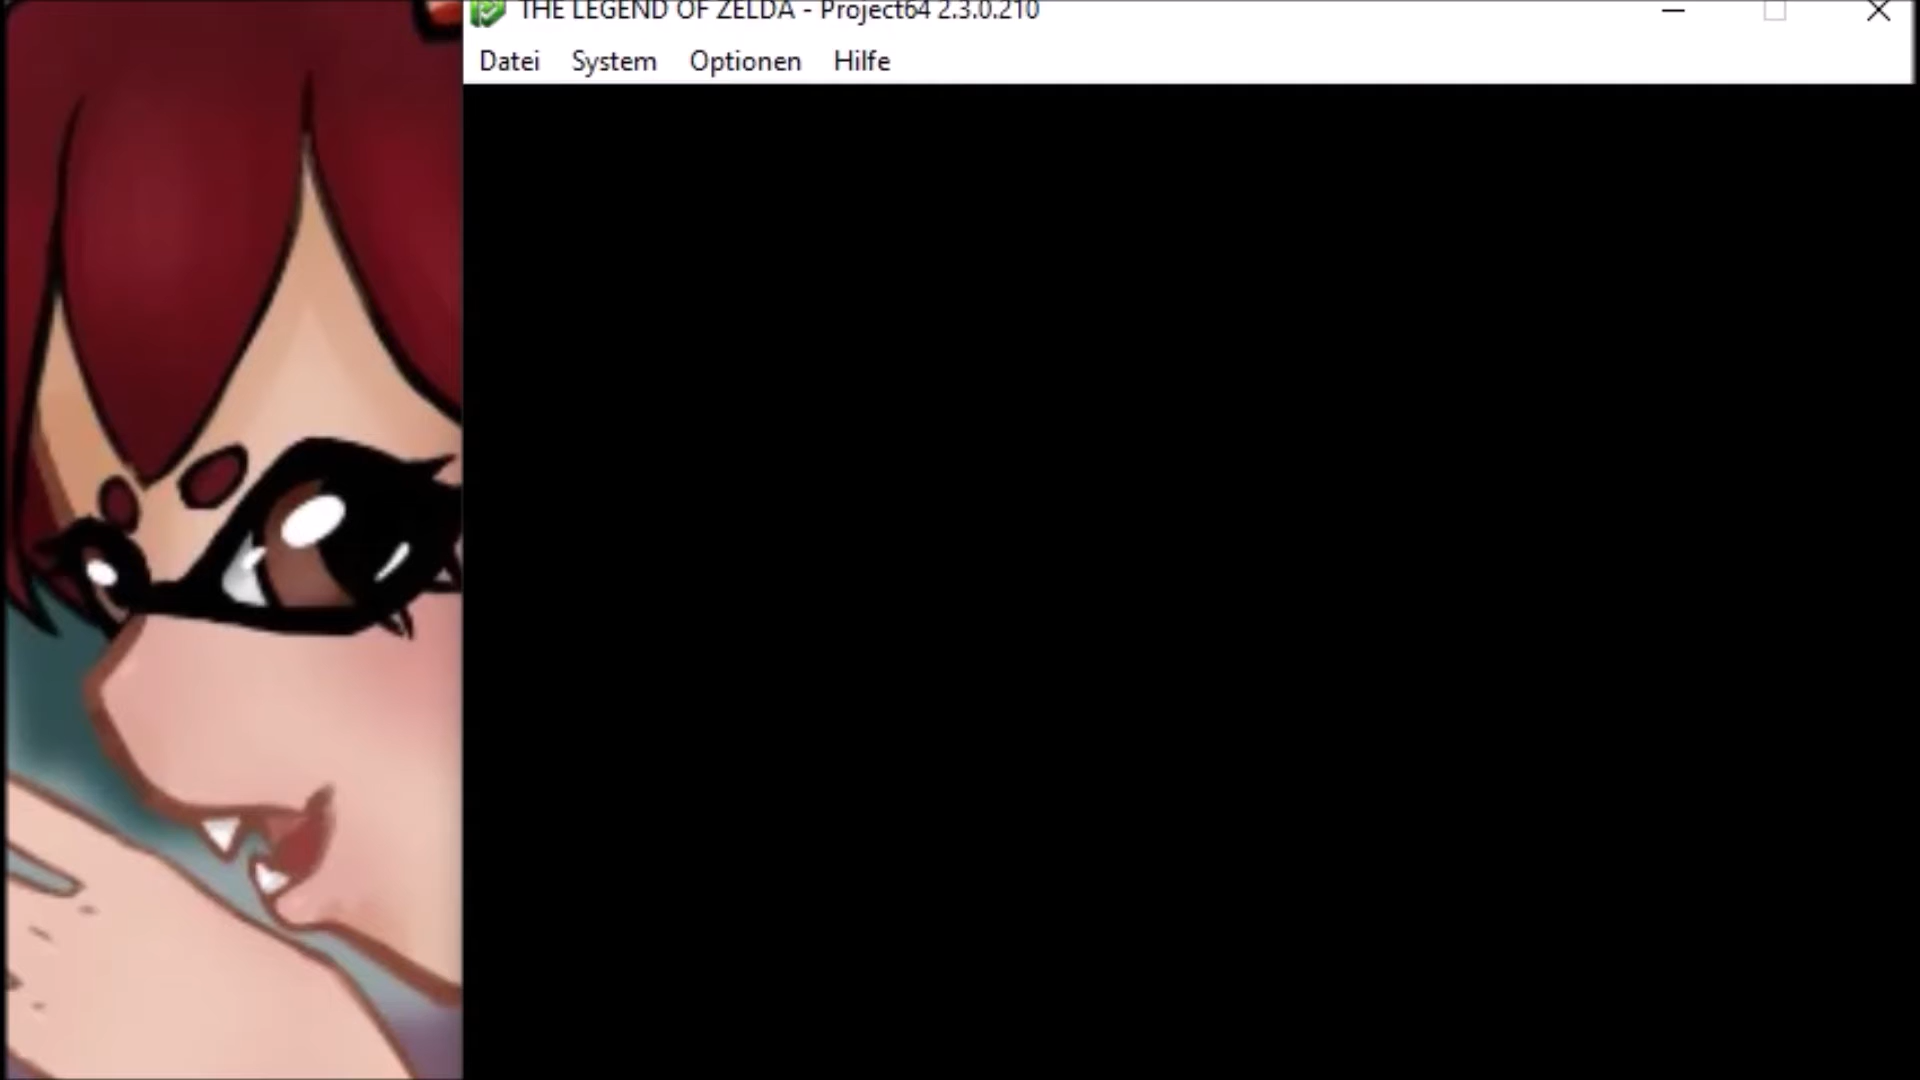 THE LEGEND OF ZELDA - Project64 2.3.0.210
Datei System Optionen Hilfe